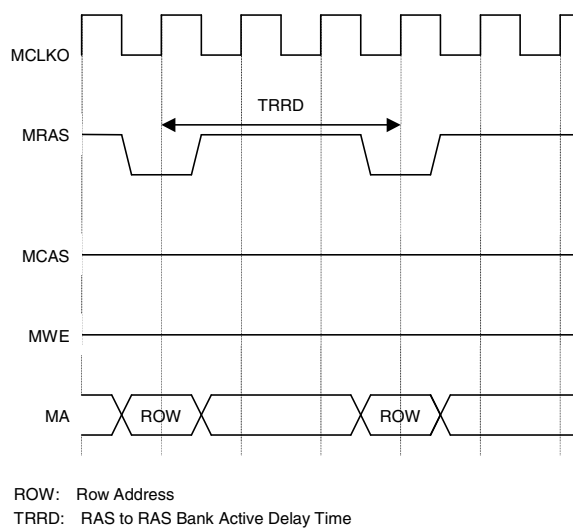 MCLKO
TRRD
MRAS
MCAS
MWE
MA ROW ROW
ROW: Row Address
TRRD: RAS to RAS Bank Active Delay Time